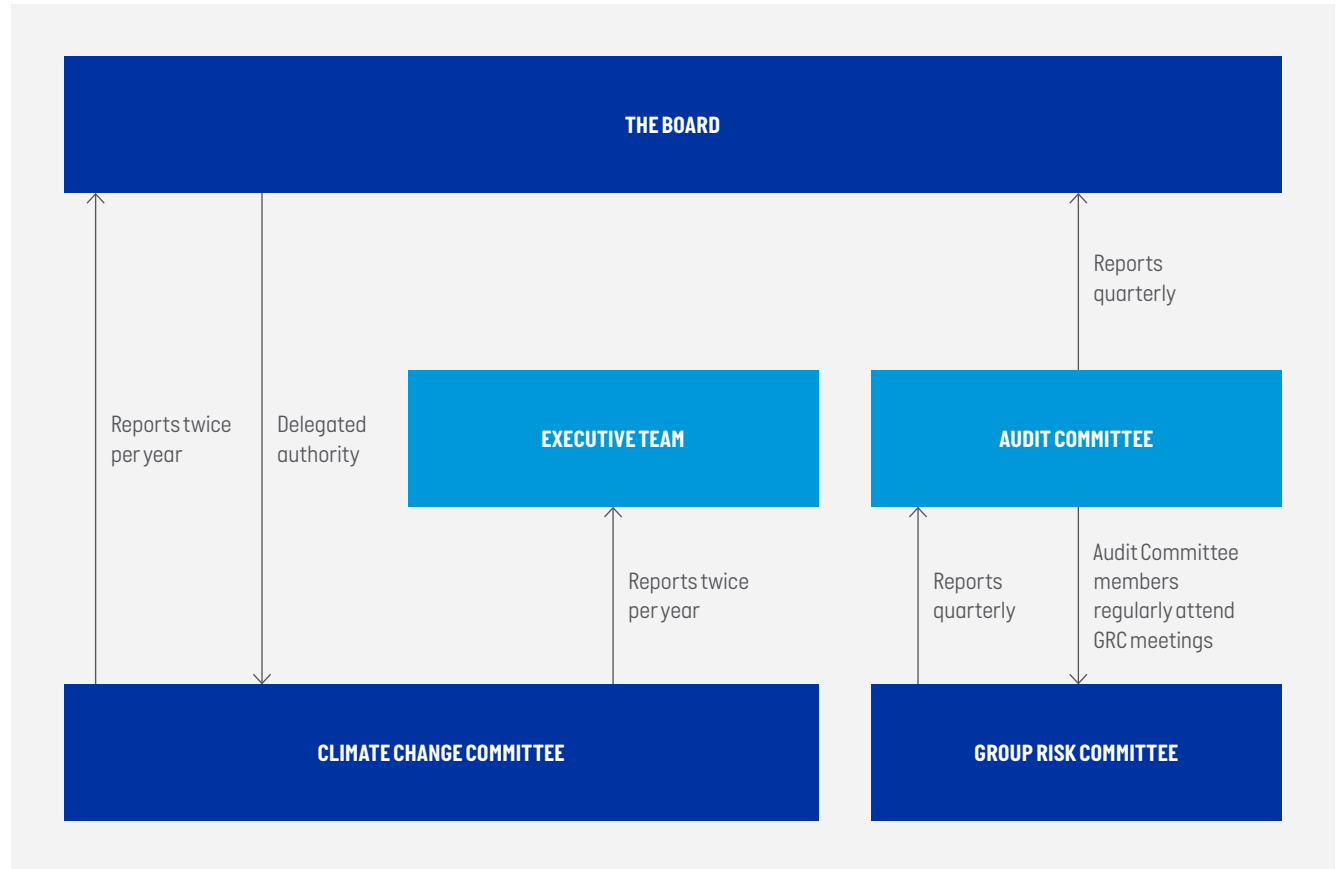 THE BOARD
Reports
quarterly
Reports twice
per year
Delegated
authority
EXECUTIVE TEAM
AUDIT COMMITTEE
Reports twice
per year
Reports
quarterly
Audit Committee
members
regularly attend
GRC meetings
CLIMATE CHANGE COMMITTEE
GROUP RISK COMMITTEE